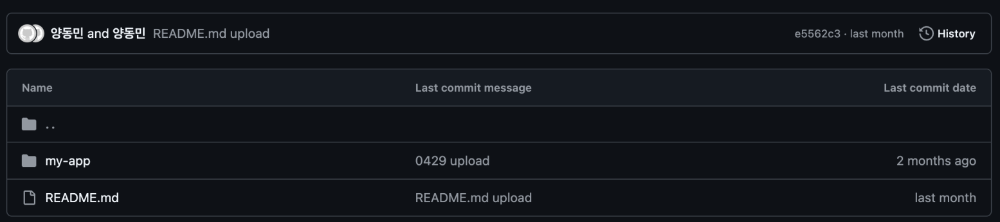 양동민 and 양동민 README.md upload e5562c3 · last month History
Name Last commit message Last commit date
..
my-app 0429 upload 2 months ago
README.md README.md upload last month